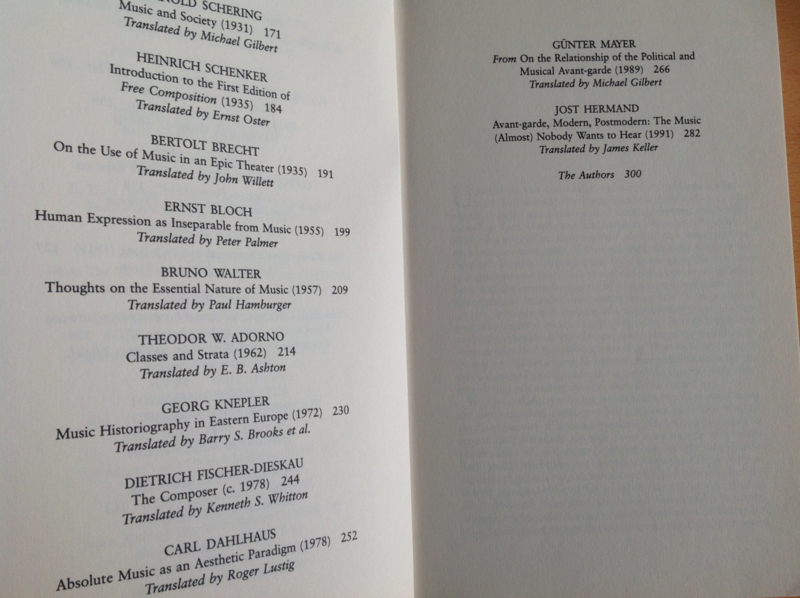 SCHERING
Music and Society (1931) 171
Translated by Michael Gilbert
HEINRICH SCHENKER
Introduction to the First Edition of
Free Composition (1935) 184
Translated by Ernst Oster
BERTOLT BRECHT
On the Use of Music in an Epic Theater (1935) 191
Translated by John Willett
ERNST BLOCH
Human Expression as Inseparable from Music (1955) 199
Translated by Peter Palmer
BRUNO WALTER
Thoughts on the Essential Nature of Music (1957) 209
Translated by Paul Hamburger
THEODOR W. ADORNO
Classes and Strata (1962) 214
Translated by E. B. Ashton
GEORG KNEPLER
Music Historiography in Eastern Europe (1972) 230
Translated by Barry S. Brooks et al.
DIETRICH FISCHER-DIESKAU
The Composer (c. 1978) 244
Translated by Kenneth S. Whitton
CARL DAHLHAUS
Absolute Music as an Aesthetic Paradigm (1978) 252
Translated by Roger Lustig
GÜNTER MAYER
From On the Relationship of the Political and
Musical Avant-garde (1989) 266
Translated by Michael Gilbert
JOST HERMAND
Avant-garde, Modern, Postmodern: The Music
(Almost) Nobody Wants to Hear (1991) 282
Translated by James Keller
The Authors 300